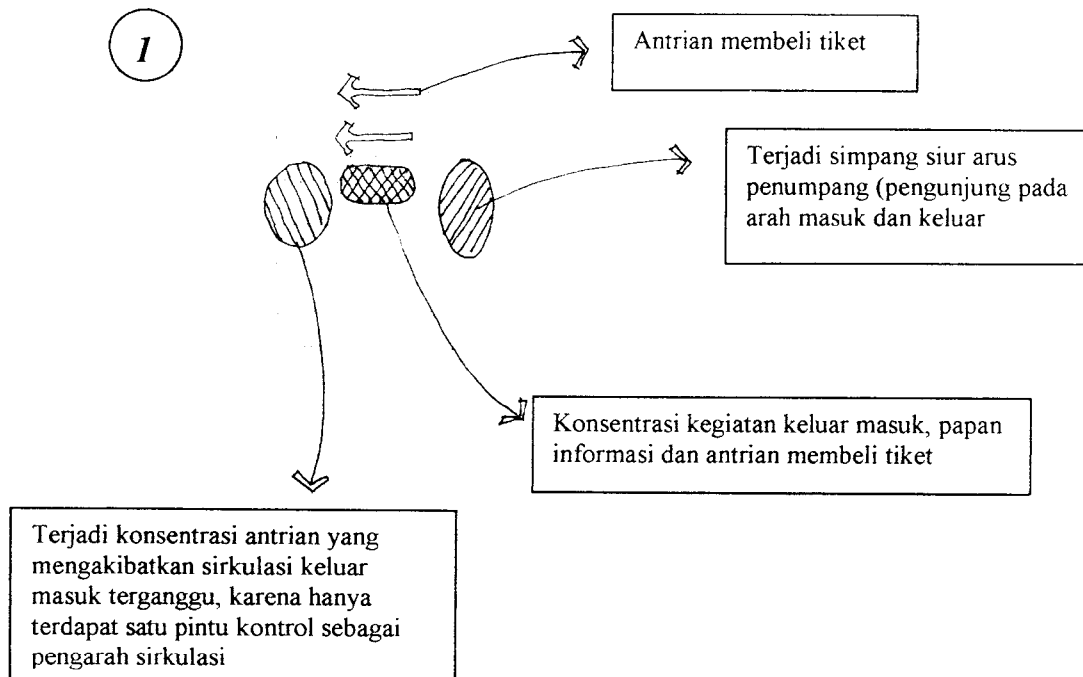 1
Antrian membeli tiket
Terjadi simpang siur arus
penumpang (pengunjung pada
arah masuk dan keluar
Konsentrasi kegiatan keluar masuk, papan
informasi dan antrian membeli tiket
Terjadi konsentrasi antrian yang
mengakibatkan sirkulasi keluar
masuk terganggu, karena hanya
terdapat satu pintu kontrol sebagai
pengarah sirkulasi